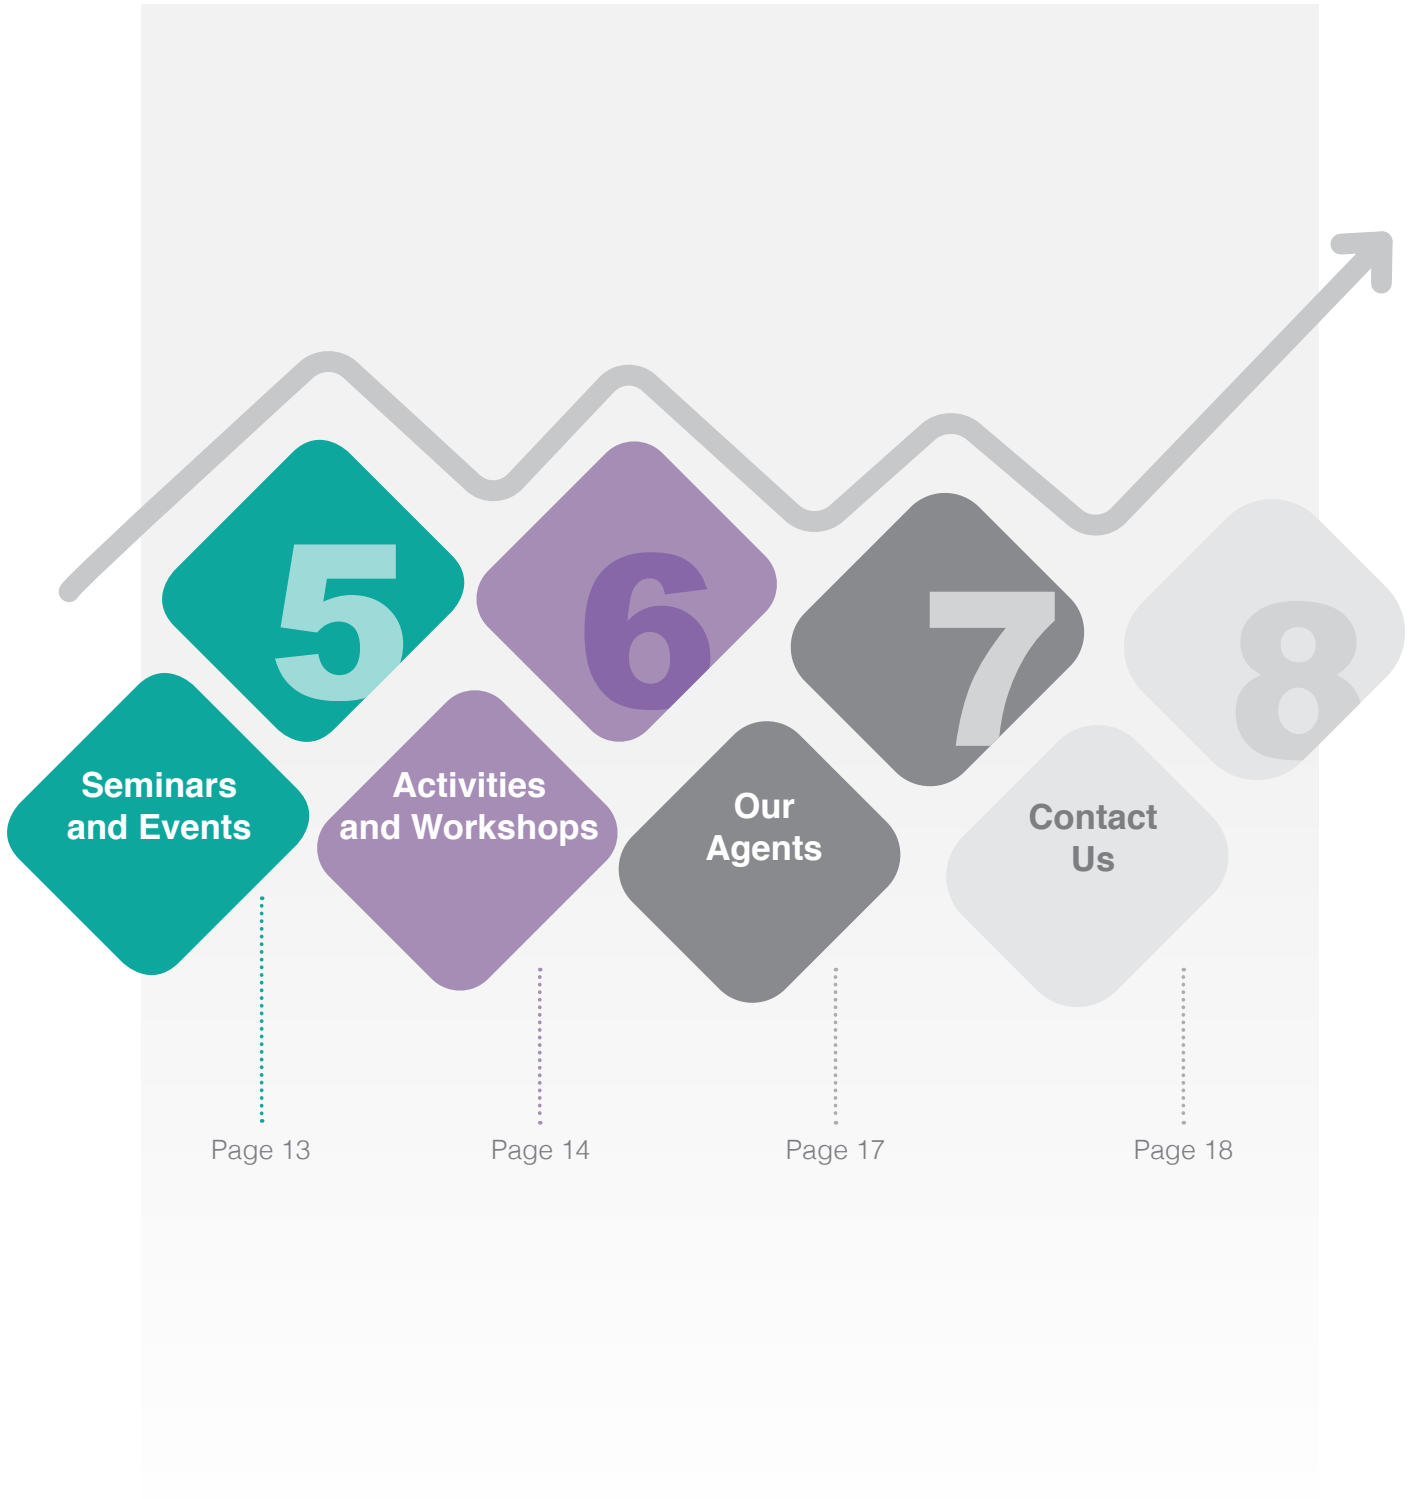 5
6
7
8
Seminars
and Events
Activities
and Workshops
Our
Agents
Contact
Us
Page 13
Page 14
Page 17
Page 18